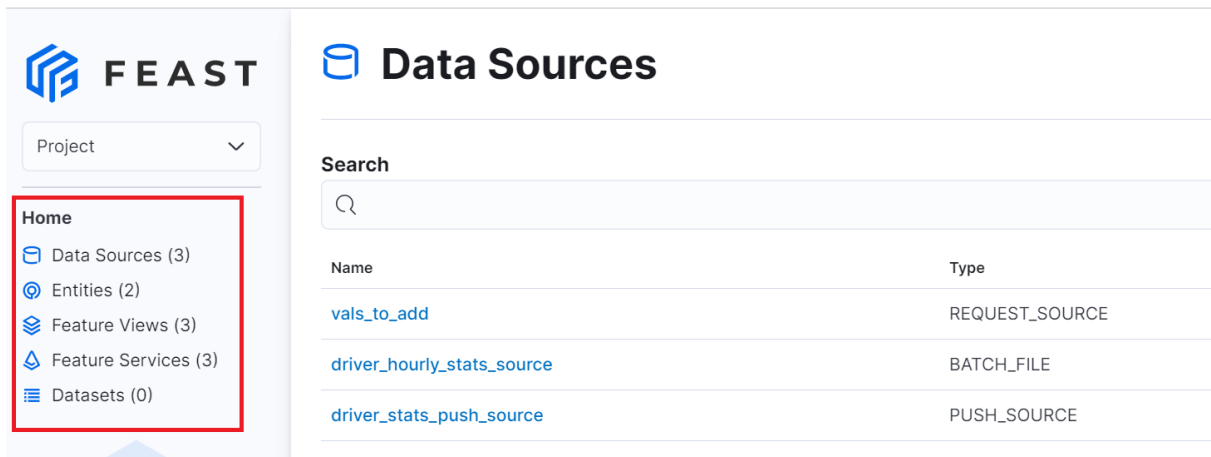 FEAST
Project
Home
Data Sources (3)
Entities (2)
Feature Views (3)
Feature Services (3)
Datasets (0)
Data Sources
Search
Name Type
vals_to_add REQUEST_SOURCE
driver_hourly_stats_source BATCH_FILE
driver_stats_push_source PUSH_SOURCE